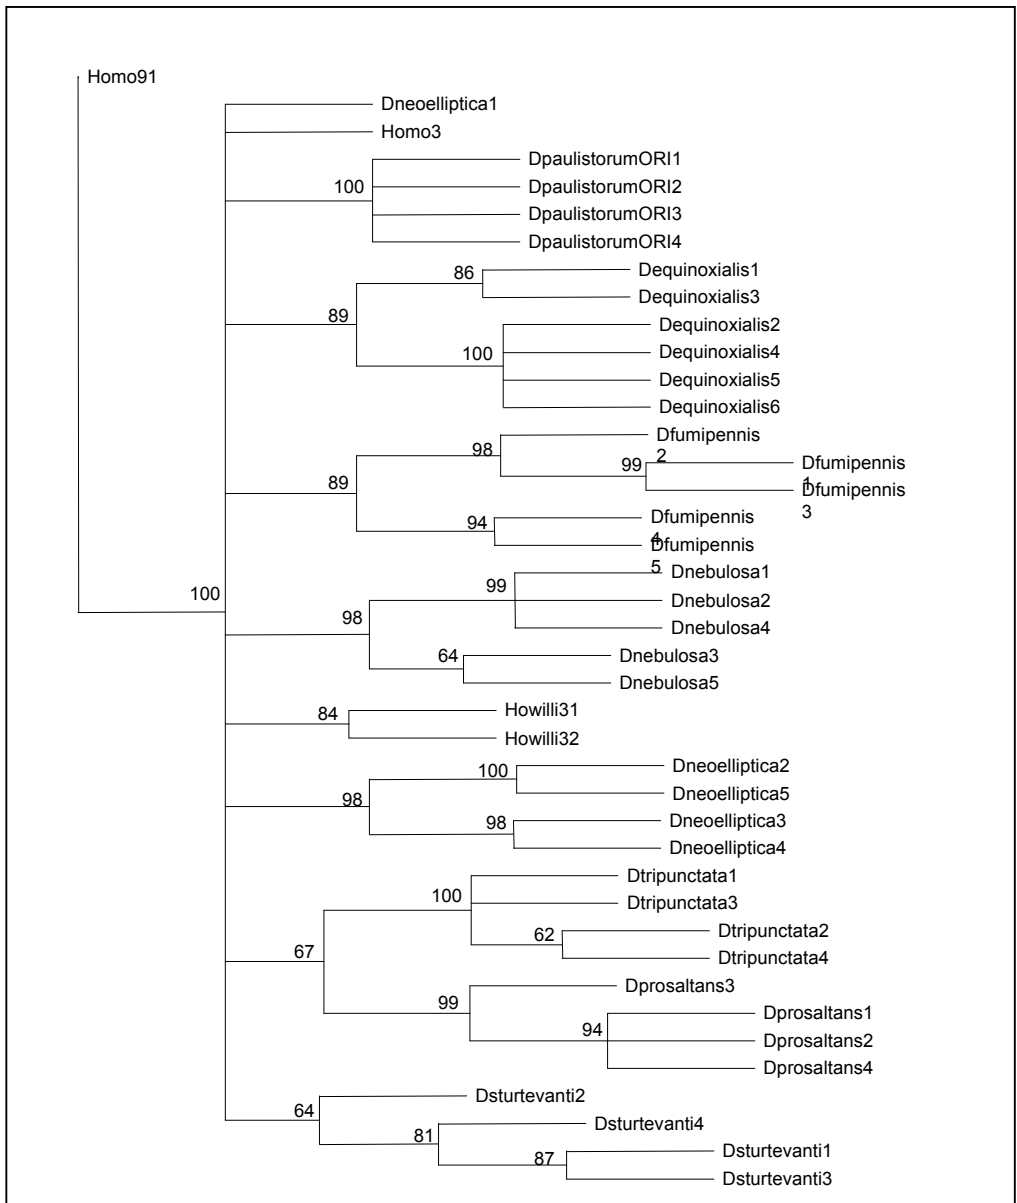 Homo91
Dneoelliptica1
Homo3
DpaulistorumORI1
100
DpaulistorumORI2
DpaulistorumORI3
DpaulistorumORI4
Dequinoxialis1
86
Dequinoxialis3
89
Dequinoxialis2
100
Dequinoxialis4
Dequinoxialis5
Dequinoxialis6
Dfumipennis
2
98
99
Dfumipennis
1
89
Dfumipennis
3
94
Dfumipennis
4
Dfumipennis
5
Dnebulosa1
99
100
Dnebulosa2
98
Dnebulosa4
64
Dnebulosa3
Dnebulosa5
84
Howilli31
Howilli32
100
Dneoelliptica2
98
Dneoelliptica5
98
Dneoelliptica3
Dneoelliptica4
Dtripunctata1
100
Dtripunctata3
62
Dtripunctata2
67
Dtripunctata4
Dprosaltans3
99
Dprosaltans1
94
Dprosaltans2
Dprosaltans4
Dsturtevanti2
64
Dsturtevanti4
81
Dsturtevanti1
87
Dsturtevanti3